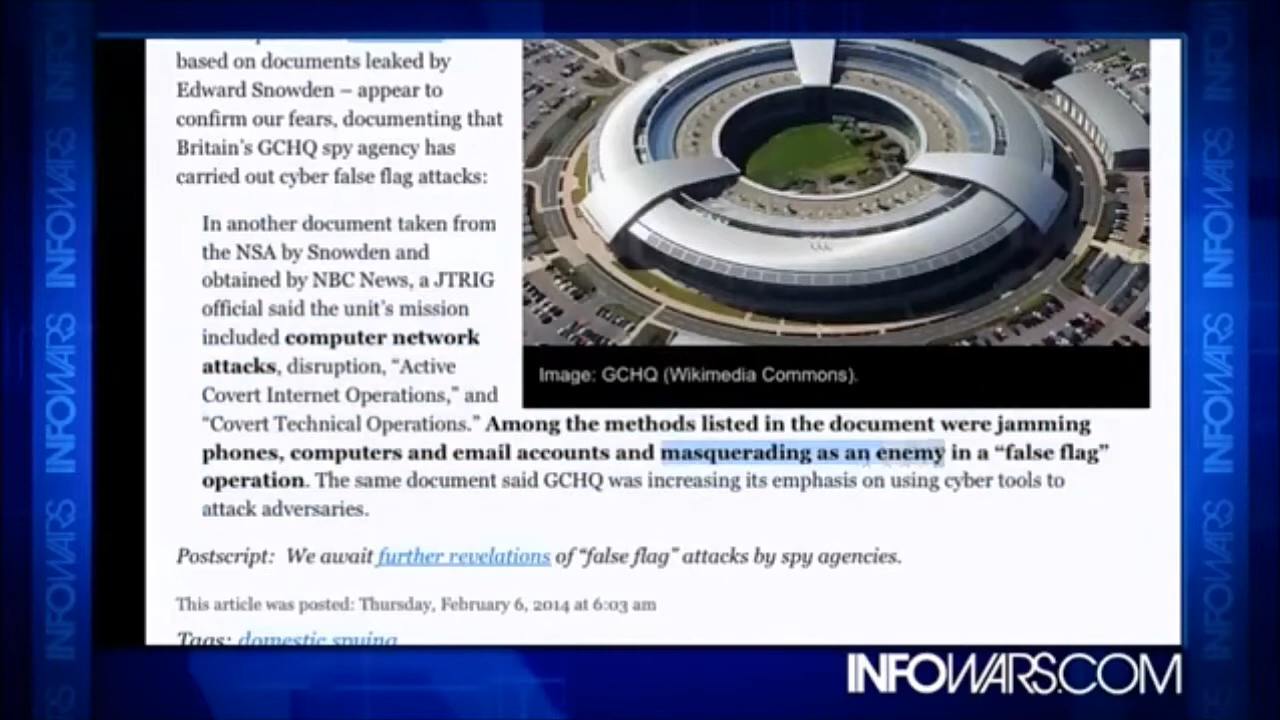 based on documents leaked by
Edward Snowden – appear to
confirm our fears, documenting that
Britain's GCHQ spy agency has
carried out cyber false flag attacks:
In another document taken from
the NSA by Snowden and
obtained by NBC News, a JTRIG
official said the unit's mission
included computer network
attacks, disruption, “Active
Covert Internet Operations,” and
“Covert Technical Operations.” Among the methods listed in the document were jamming
phones, computers and email accounts and masquerading as an enemy in a “false flag”
operation. The same document said GCHQ was increasing its emphasis on using cyber tools to
attack adversaries.
Image: GCHQ (Wikimedia Commons).
Postscript: We await further revelations of “false flag” attacks by spy agencies.
This article was posted: Thursday, February 6, 2014 at 6:03 am
Tags: domestic spying
INFOWARS.COM
INFOWARS
INFOWARS
INFOWARS
INFOWARS
INFOWARS
INFOWARS